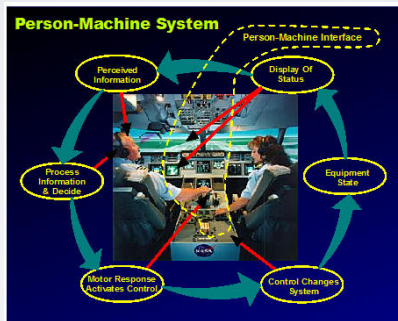 Person-Machine System
Person-Machine Interface
Perceived
Information
Display Of
Status
Process
Information
& Decide
Equipment
State
Motor Response
Activates Control
Control Changes
System
NASA